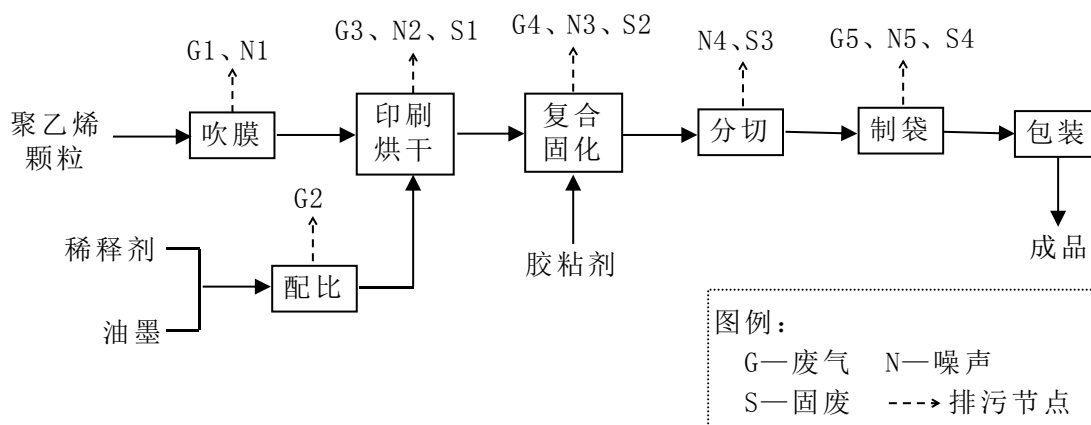 G1、N1
G3、N2、S1
G4、N3、S2
N4、S3
G5、N5、S4
聚乙烯
颗粒
吹膜
印刷
烘干
复合
固化
分切
制袋
包装
G2
稀释剂
油墨
配比
胶粘剂
成品
图例：
G—废气 N—噪声
S—固废 排污节点